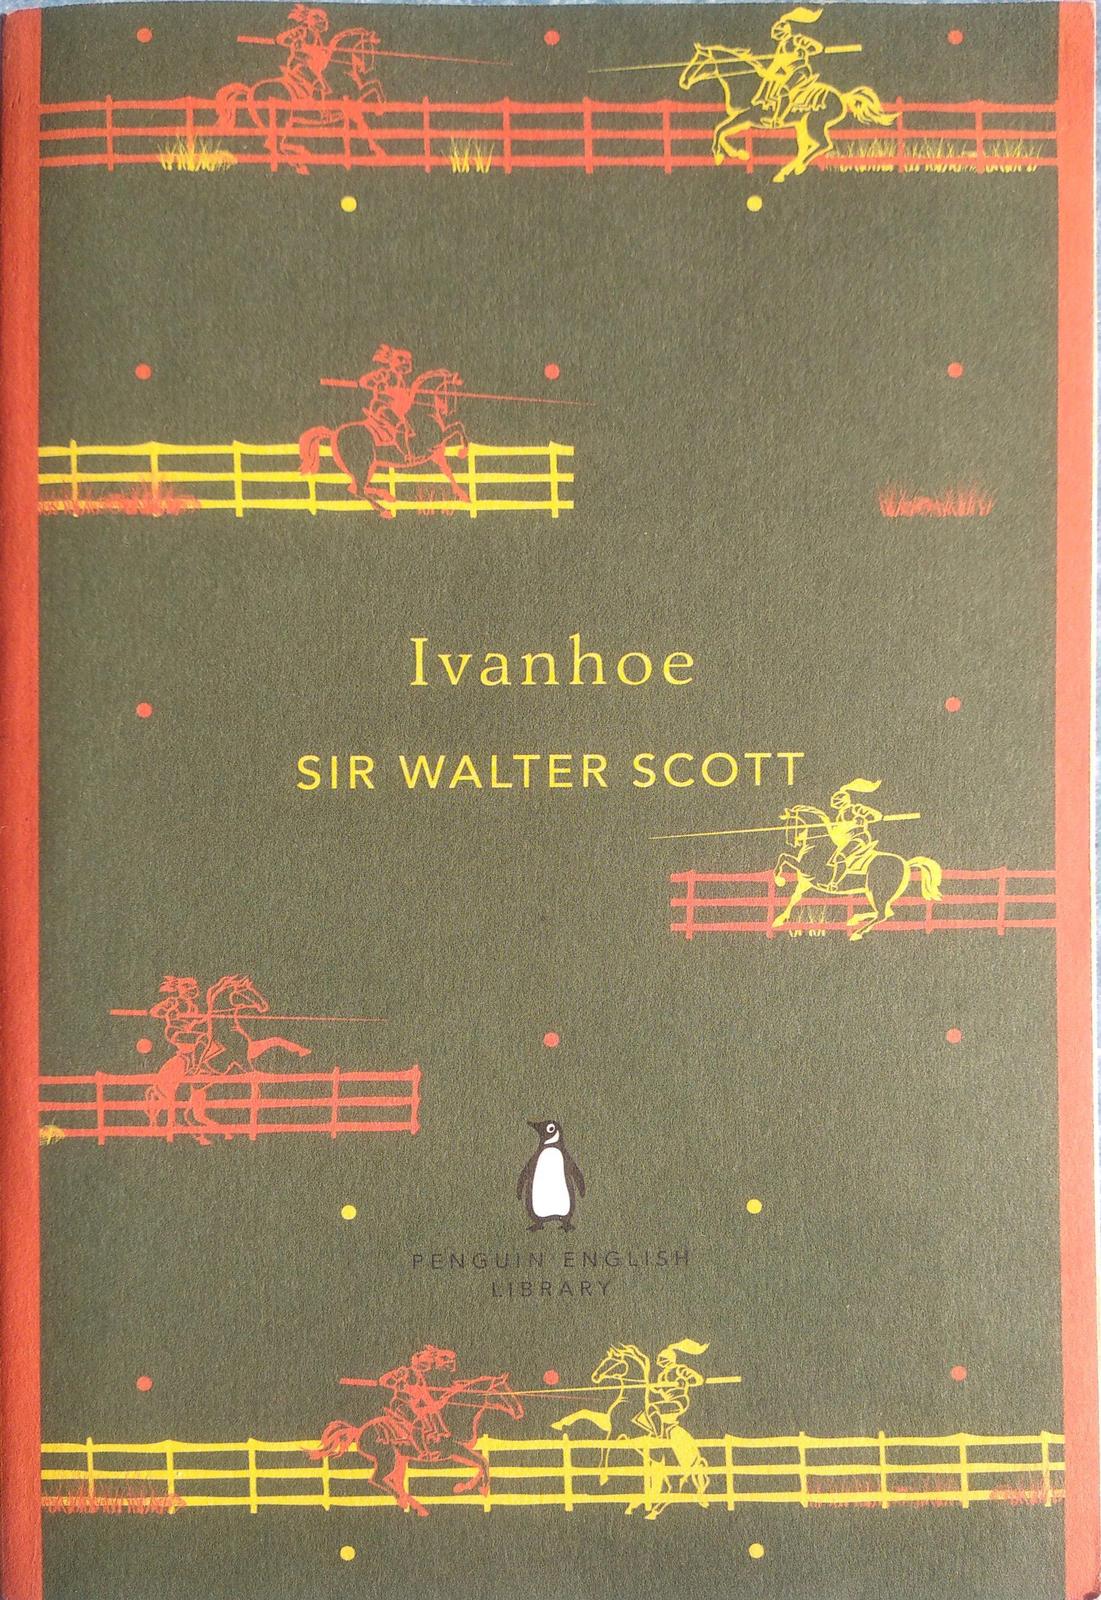 Ivanhoe
SIR WALTER SCOTT
PENGUIN ENGLISH
LIBRARY